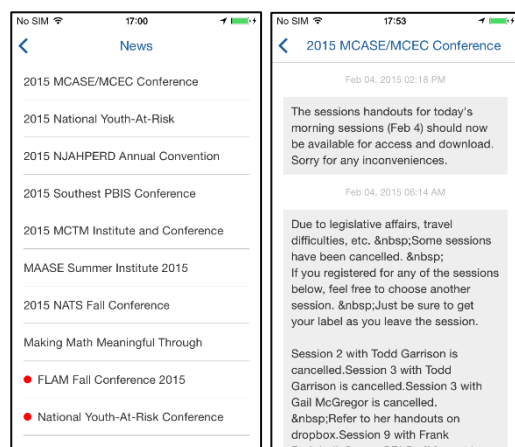 No SIM 17:00
News
2015 MCASE/MCEC Conference
2015 National Youth-At-Risk
2015 NJAHPERD Annual Convention
2015 Southest PBIS Conference
2015 MCTM Institute and Conference
MAASE Summer Institute 2015
2015 NATS Fall Conference
Making Math Meaningful Through
FLAM Fall Conference 2015
National Youth-At-Risk Conference
No SIM 17:53
2015 MCASE/MCEC Conference
Feb 04, 2015 02:18 PM
The sessions handouts for today's
morning sessions (Feb 4) should now
be available for access and download.
Sorry for any inconveniences.
Feb 04, 2015 06:14 AM
Due to legislative affairs, travel
difficulties, etc. &nbsp;Some sessions
have been cancelled. &nbsp;
If you registered for any of the sessions
below, feel free to choose another
session. &nbsp;Just be sure to get
your label as you leave the session.
Session 2 with Todd Garrison is
cancelled.Session 3 with Todd
Garrison is cancelled.Session 3 with
Gail McGregor is cancelled.
&nbsp;Refer to her handouts on
dropbox.Session 9 with Frank